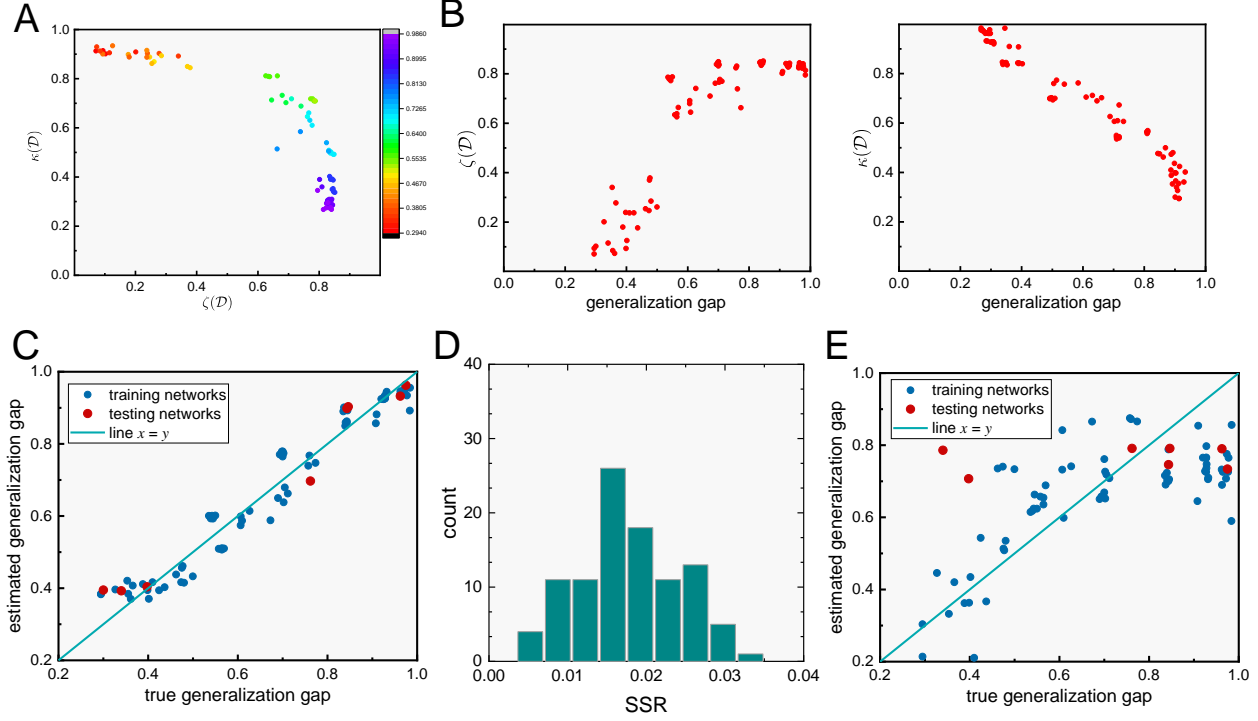 A
1.0
0.8
0.6
0.4
0.2
0.0
κ(𝒟)
0.2 0.4 0.6 0.8
ζ(𝒟)
0.9860
0.8995
0.8130
0.7265
0.6400
0.5535
0.4670
0.3805
0.2940
B
1.0
0.8
0.6
0.4
0.2
ζ(𝒟)
0.0 0.2 0.4 0.6 0.8 1.0
generalization gap
1.0
0.8
0.6
0.4
0.2
κ(𝒟)
0.0 0.2 0.4 0.6 0.8 1.0
generalization gap
C
1.0
0.8
0.6
0.4
0.2
estimated generalization gap
training networks
testing networks
line x = y
0.2 0.4 0.6 0.8 1.0
true generalization gap
D
40
30
20
10
0
count
0.00 0.01 0.02 0.03 0.04
SSR
E
1.0
0.8
0.6
0.4
0.2
estimated generalization gap
training networks
testing networks
line x = y
0.2 0.4 0.6 0.8 1.0
true generalization gap